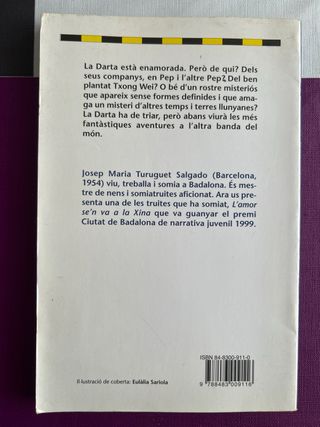 La Darta està enamorada. Però de qui? Dels
seus companys, en Pep i l'altre Pep? Del ben
plantat Txong Wei? O bé d'un rostre misteriós
que apareix sense formes definides i que ama-
ga un misteri d'altres temps i terres llunyanes?
La Darta ha de triar, però abans viurà les més
fantàstiques aventures a l'altra banda del
món.
Josep Maria Turuguet Salgado (Barcelona,
1954) viu, treballa i somia a Badalona. És mes-
tre de nens i somiatruites aficionat. Ara us pre-
senta una de les truites que ha somiat, L'amor
se'n va a la Xina que va guanyar el premi
Ciutat de Badalona de narrativa juvenil 1999.
ISBN 84-8300-911-0
9 788483 009116
Il·lustració de coberta: Eulàlia Sariola